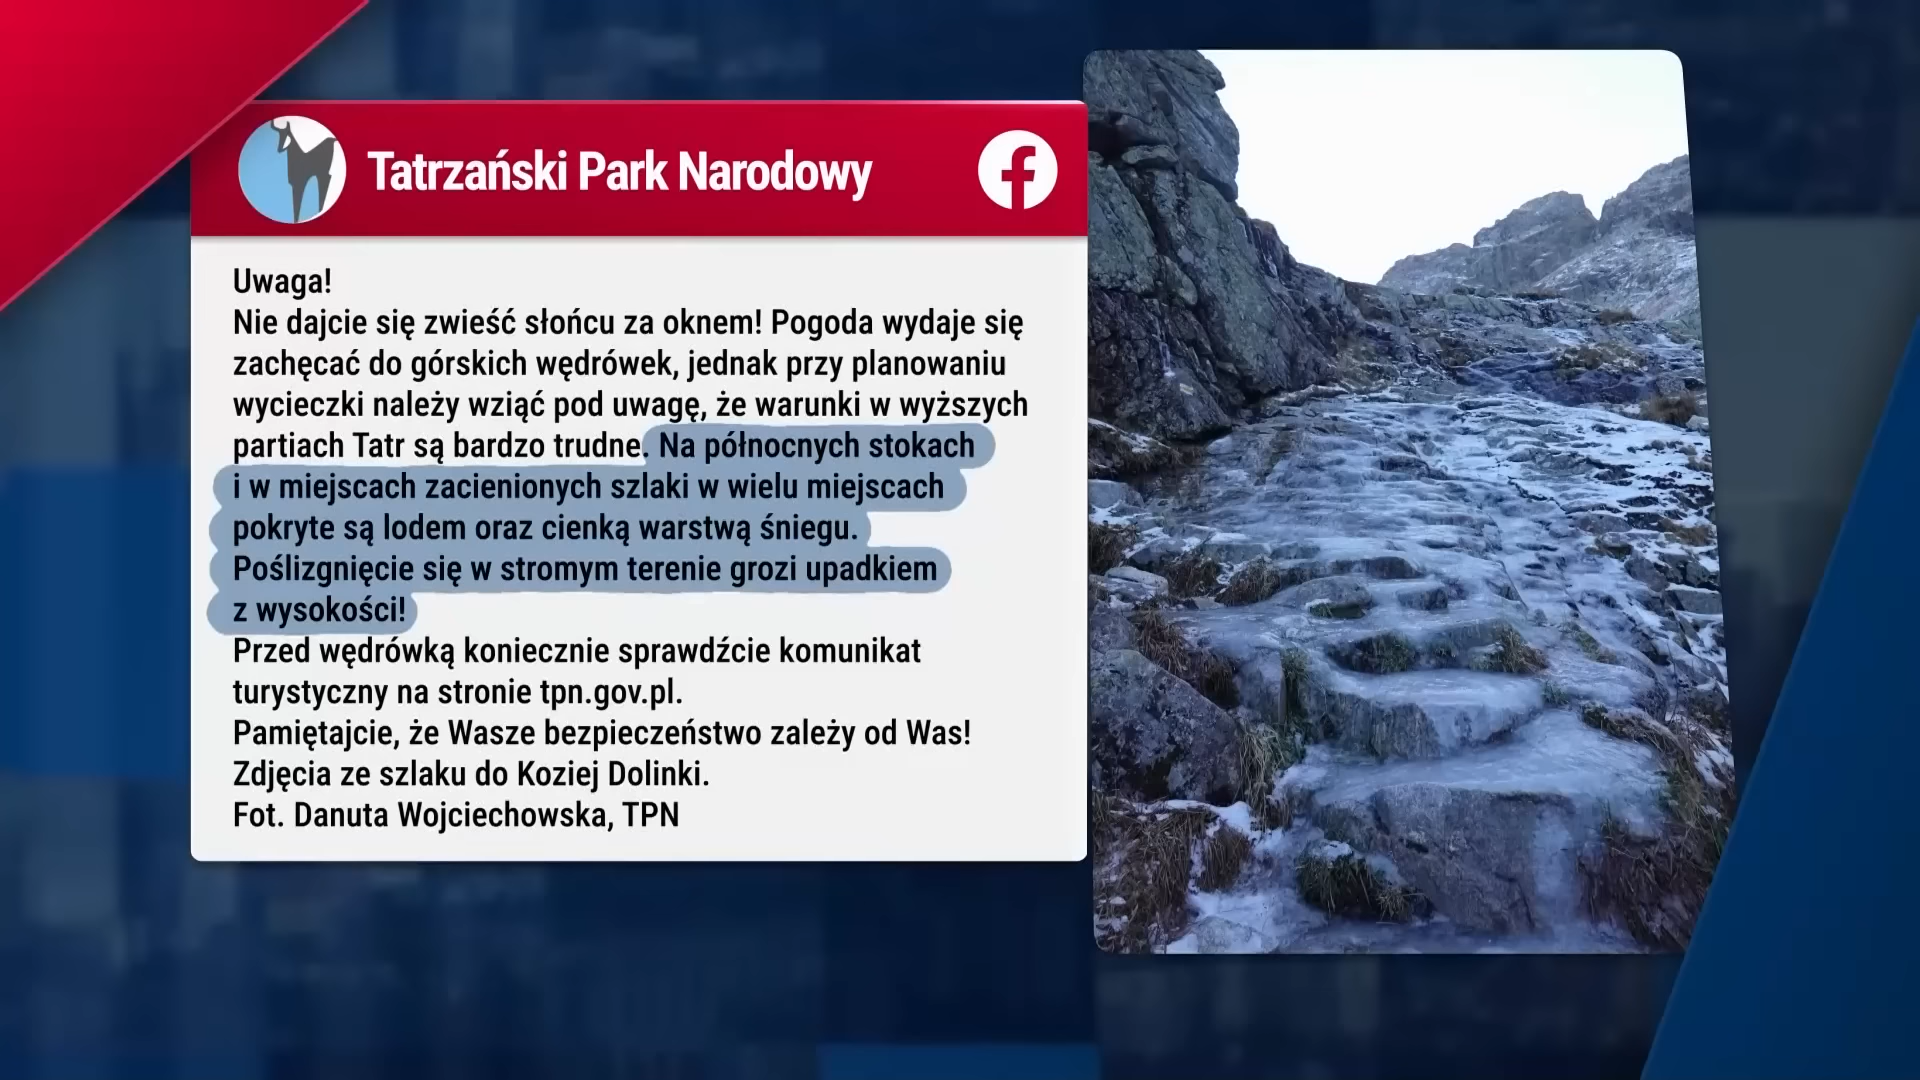 Tatrzański Park Narodowy
Uwaga!
Nie dajcie się zwieść słońcu za oknem! Pogoda wydaje się
zachęcać do górskich wędrówek, jednak przy planowaniu
wycieczki należy wziąć pod uwagę, że warunki w wyższych
partiach Tatr są bardzo trudne. Na północnych stokach
i w miejscach zacienionych szlaki w wielu miejscach
pokryte są lodem oraz cienką warstwą śniegu.
Poślizgnięcie się w stromym terenie grozi upadkiem
z wysokości!
Przed wędrówką koniecznie sprawdźcie komunikat
turystyczny na stronie tpn.gov.pl.
Pamiętajcie, że Wasze bezpieczeństwo zależy od Was!
Zdjęcia ze szlaku do Koziej Dolinki.
Fot. Danuta Wojciechowska, TPN